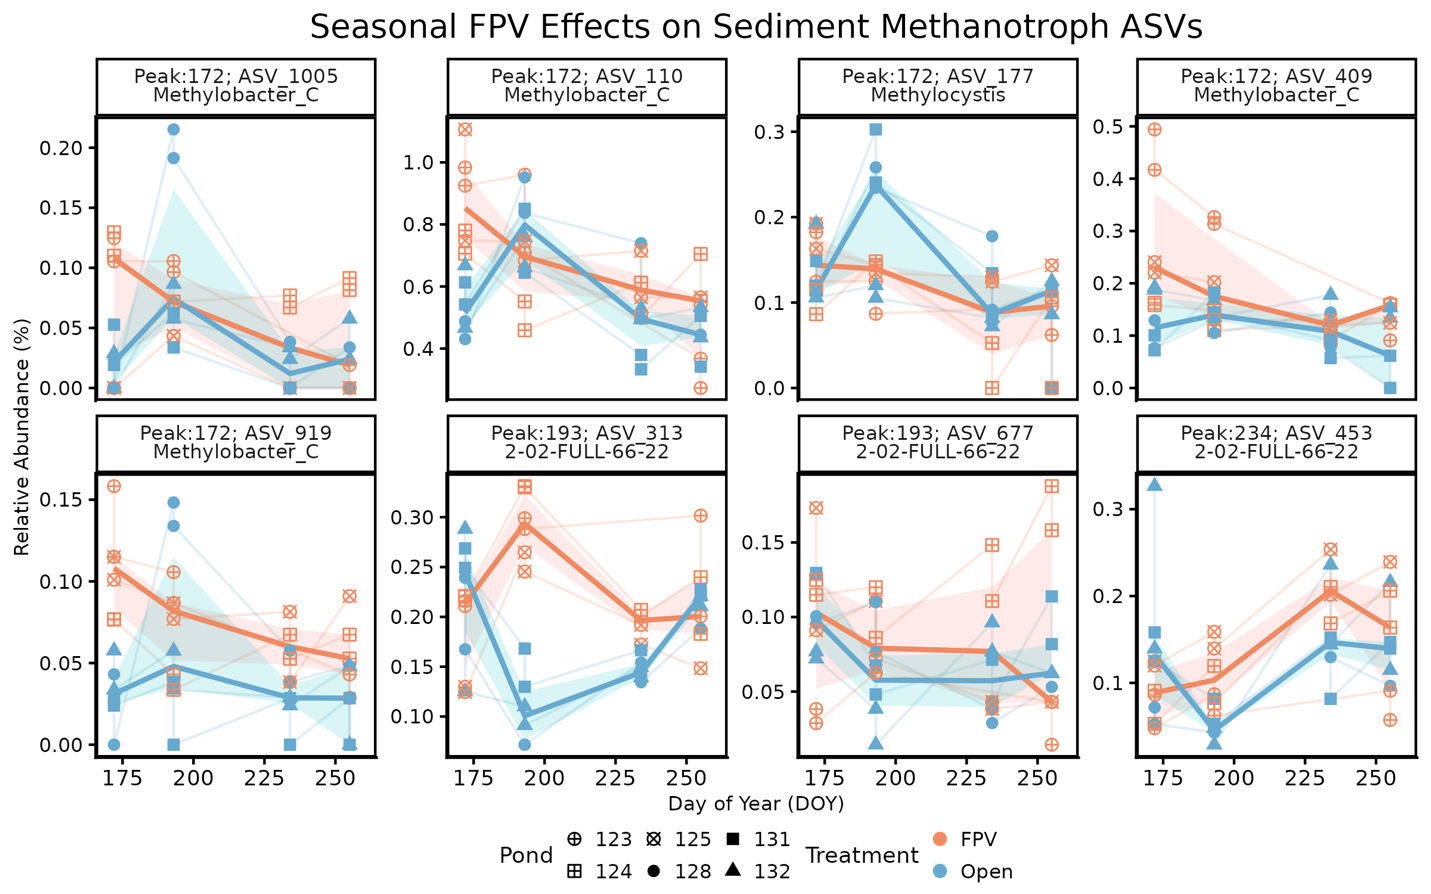 Seasonal FPV Effects on Sediment Methanotroph ASVs
Peak:172; ASV_1005
Methylobacter_C
Peak:172; ASV_110
Methylobacter_C
Peak:172; ASV_177
Methylocystis
Peak:172; ASV_409
Methylobacter_C
0.20
0.15
0.10
0.05
0.00
1.0
0.8
0.6
0.4
0.3
0.2
0.1
0.0
0.5
0.4
0.3
0.2
0.1
0.0
Relative Abundance (%)
Peak:172; ASV_919
Methylobacter_C
Peak:193; ASV_313
2-02-FULL-66-22
Peak:193; ASV_677
2-02-FULL-66-22
Peak:234; ASV_453
2-02-FULL-66-22
0.15
0.10
0.05
0.00
0.30
0.25
0.20
0.15
0.10
0.15
0.10
0.05
0.3
0.2
0.1
175 200 225 250
175 200 225 250
175 200 225 250
175 200 225 250
Day of Year (DOY)
Pond
123
124
125
128
131
132
Treatment
FPV
Open